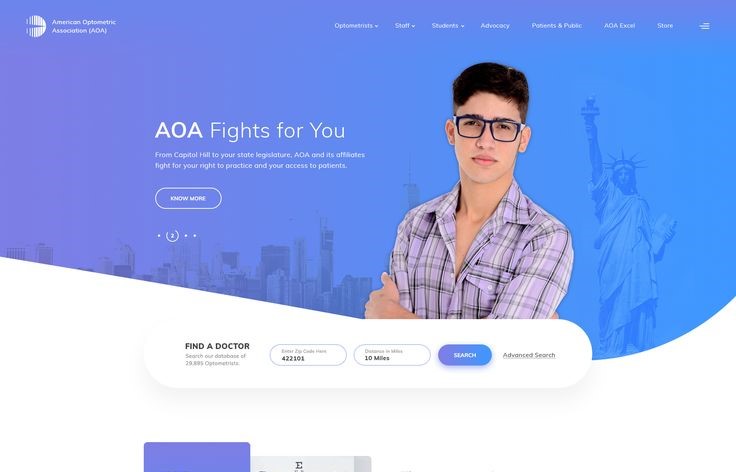 American Optometric
Association (AOA)
Optometrists
Staff
Students
Advocacy
Patients & Public
AOA Excel
Store
AOA Fights for You
From Capitol Hill to your state legislature, AOA and its affiliates
fight for your right to practice and your access to patients.
KNOW MORE
2
FIND A DOCTOR
Search our database of
29,885 Optometrists.
Enter Zip Code Here
422101
Distance in Miles
10 Miles
SEARCH
Advanced Search
E